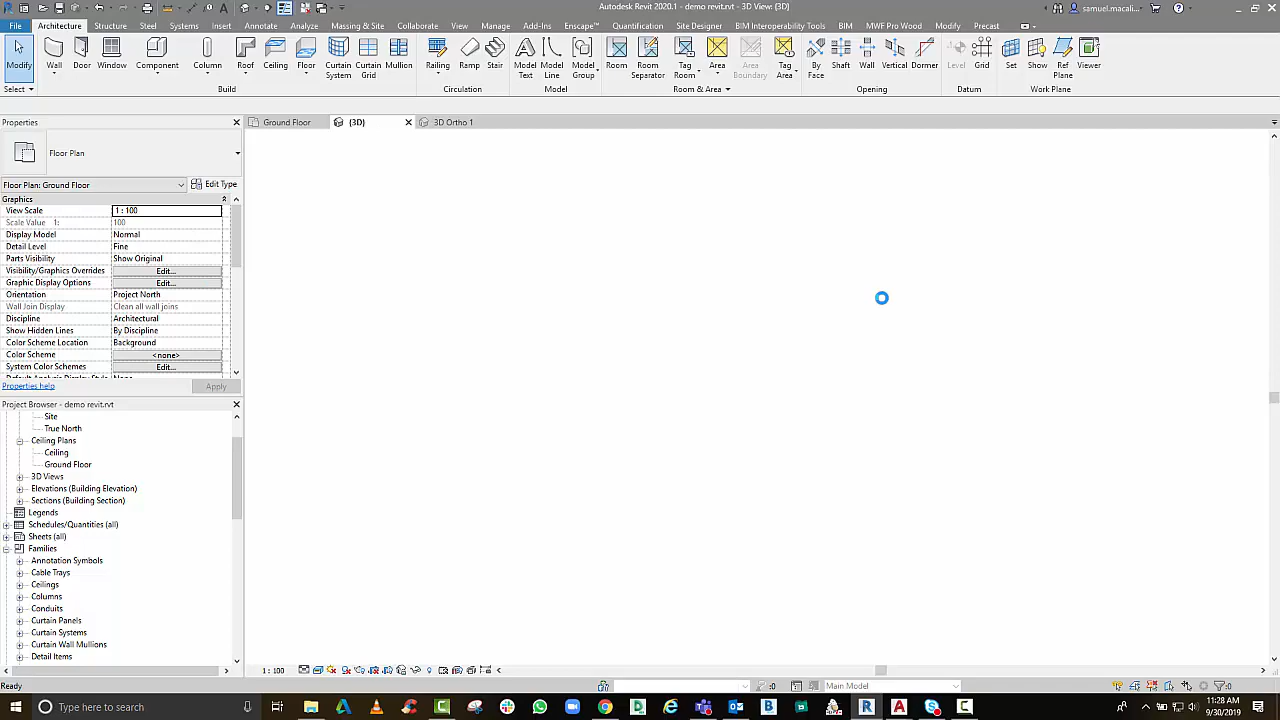 Autodesk Revit 2020.1 - demo revit.rvt - 3D View: {3D}
samuel.macali...
File Architecture Structure Steel Systems Insert Annotate Analyze Massing & Site Collaborate View Manage Add-Ins Enscape™ Quantification Site Designer BIM Interoperability Tools BIM MWF Pro Wood Modify Precast
Modify Wall Door Window Component Column Roof Ceiling Floor Curtain System Curtain Grid Mullion Railing Ramp Stair Model Text Model Line Model Group Room Room Separator Tag Room Area Area Boundary Tag Area By Face Shaft Wall Vertical Dormer Level Grid Set Show Ref Plane Viewer
Select Build Circulation Model Room & Area Opening Datum Work Plane
Properties
Ground Floor {3D} 3D Ortho 1
Floor Plan
Floor Plan: Ground Floor Edit Type
Graphics
View Scale 1 : 100
Scale Value 1: 100
Display Model Normal
Detail Level Fine
Parts Visibility Show Original
Visibility/Graphics Overrides Edit...
Graphic Display Options Edit...
Orientation Project North
Wall Join Display Clean all wall joins
Discipline Architectural
Show Hidden Lines By Discipline
Color Scheme Location Background
Color Scheme <none>
System Color Schemes Edit...
Properties help Apply
Project Browser - demo revit.rvt
Site
True North
Ceiling Plans
Ceiling
Ground Floor
3D Views
Elevations (Building Elevation)
Sections (Building Section)
Legends
Schedules/Quantities (all)
Sheets (all)
Families
Annotation Symbols
Cable Trays
Ceilings
Columns
Conduits
Curtain Panels
Curtain Systems
Curtain Wall Mullions
Detail Items
1 : 100
Ready :0 Main Model :0
Type here to search
11:28 AM
9/30/2019